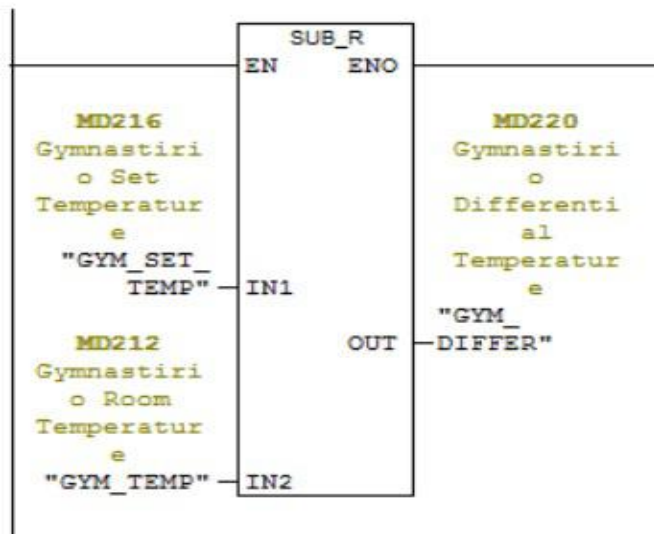 SUB_R
EN ENO
MD216
Gymnastiri
o Set
Temperatur
e
"GYM_SET_
TEMP"
IN1
MD212
Gymnastiri
o Room
Temperatur
e
"GYM_TEMP"
IN2
MD220
Gymnastiri
o
Differenti
al
Temperatur
e
"GYM_
OUT DIFFER"